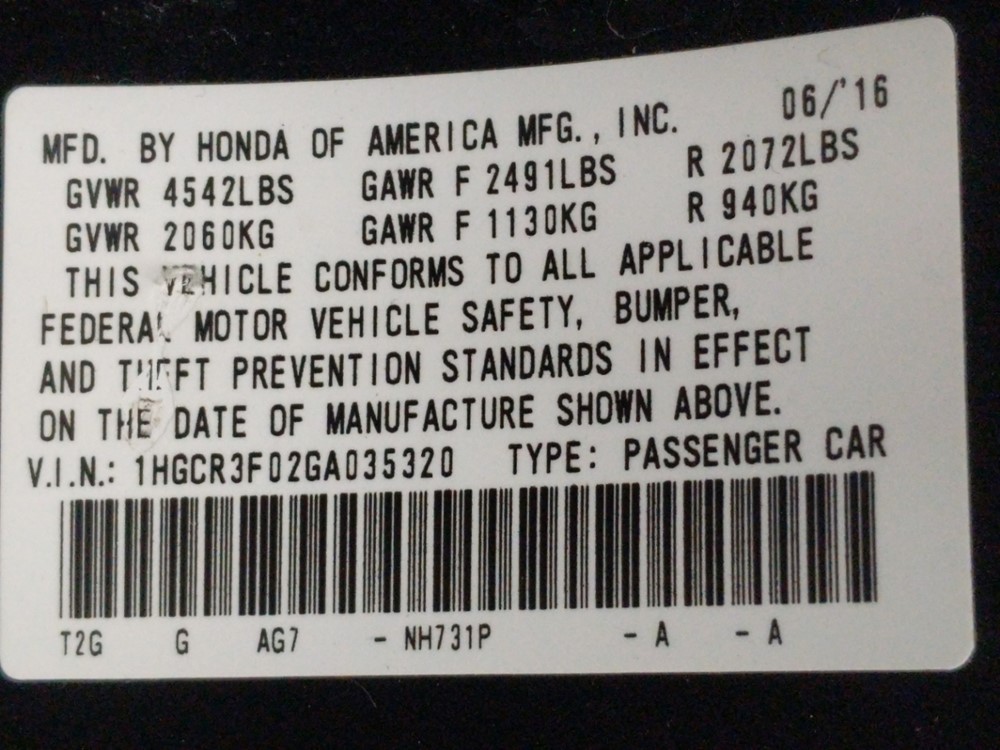 06/'16
MFD. BY HONDA OF AMERICA MFG., INC.
GVWR 4542LBS GAWR F 2491LBS R 2072LBS
GVWR 2060KG GAWR F 1130KG R 940KG
THIS VEHICLE CONFORMS TO ALL APPLICABLE
FEDERAL MOTOR VEHICLE SAFETY, BUMPER,
AND THEFT PREVENTION STANDARDS IN EFFECT
ON THE DATE OF MANUFACTURE SHOWN ABOVE.
V.I.N.: 1HGCR3F02GA035320 TYPE: PASSENGER CAR
T2G G AG7 - NH731P - A - A